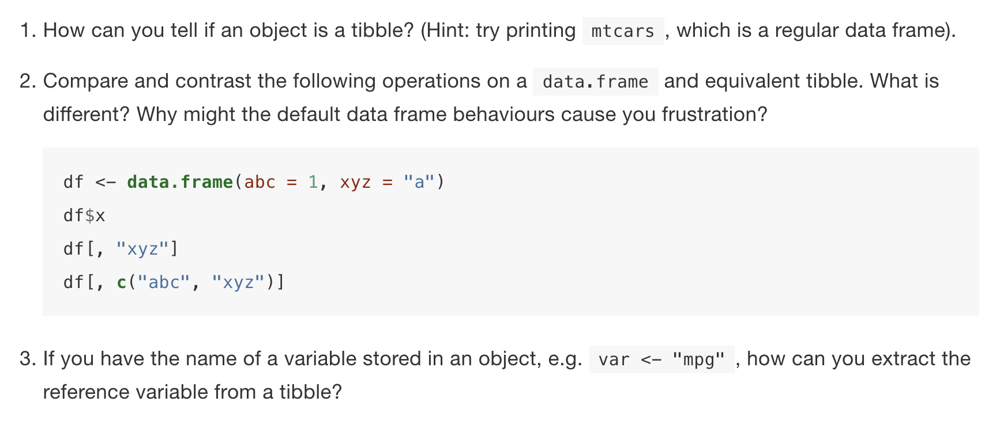 1. How can you tell if an object is a tibble? (Hint: try printing mtcars , which is a regular data frame).
2. Compare and contrast the following operations on a data.frame and equivalent tibble. What is
different? Why might the default data frame behaviours cause you frustration?
df <- data.frame(abc = 1, xyz = "a")
df$x
df[, "xyz"]
df[, c("abc", "xyz")]
3. If you have the name of a variable stored in an object, e.g. var <- "mpg" , how can you extract the
reference variable from a tibble?